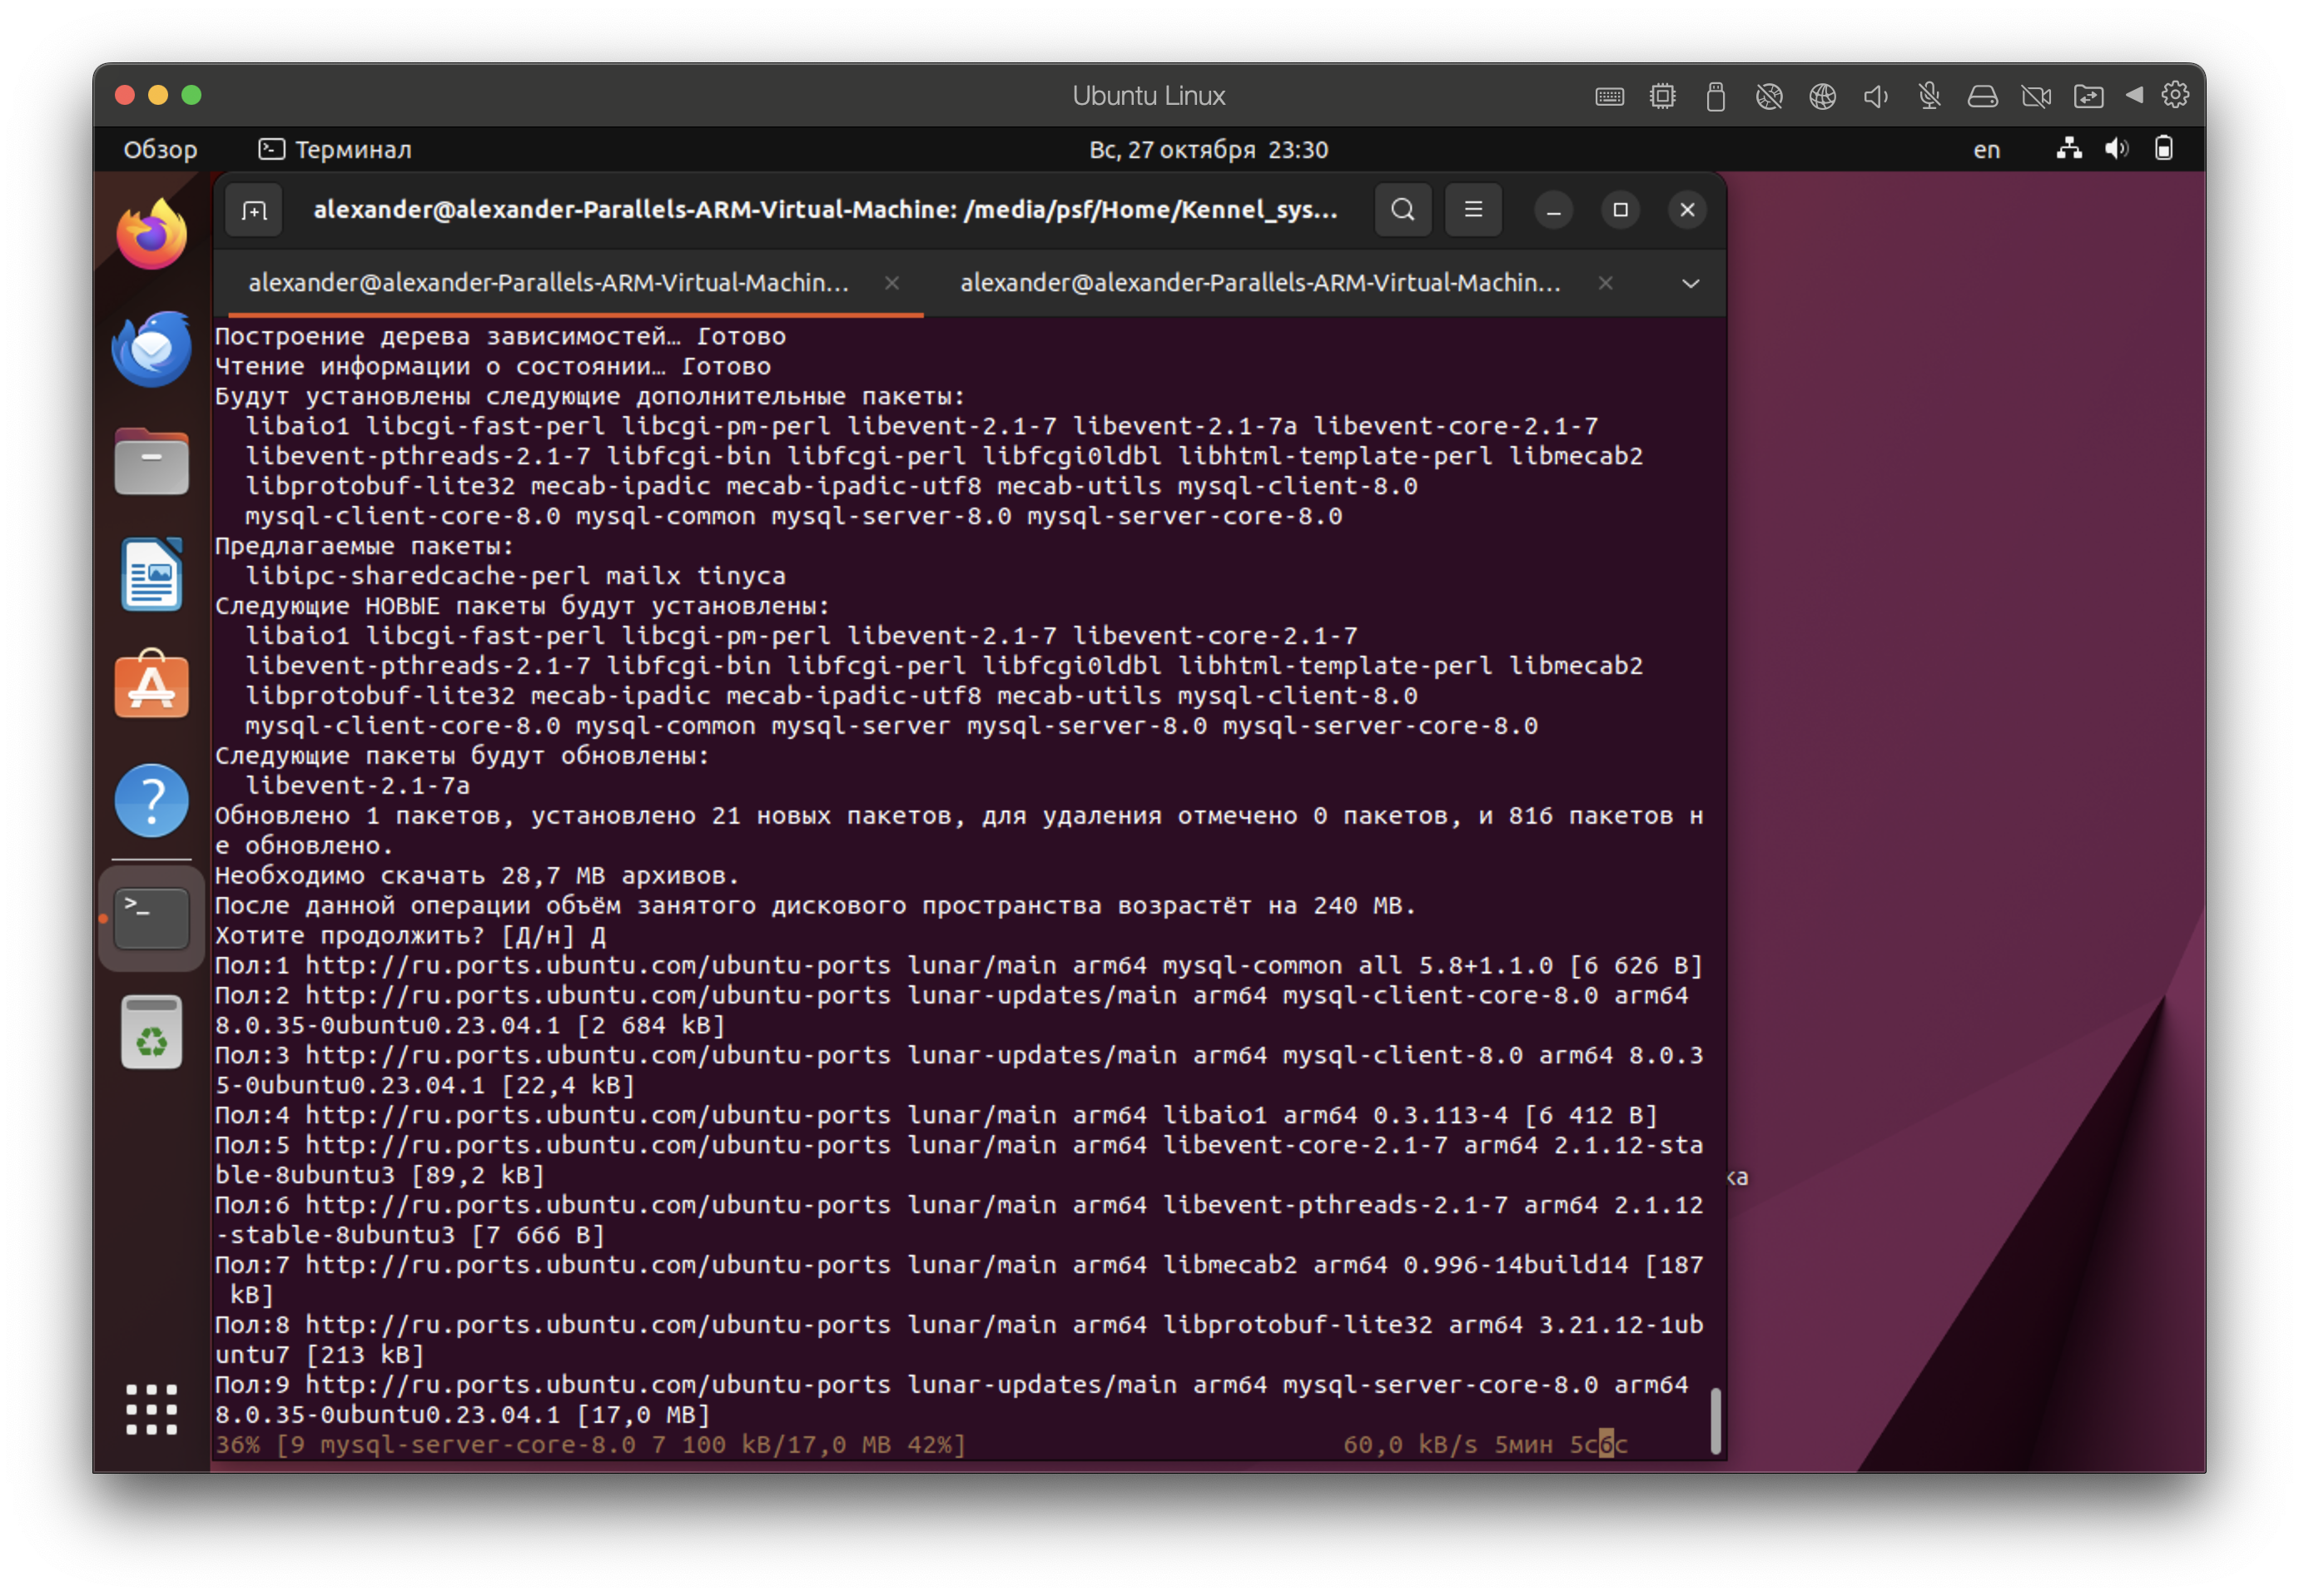 Ubuntu Linux
Обзор
Терминал
Вс, 27 октября 23:30
en
alexander@alexander-Parallels-ARM-Virtual-Machine: /media/psf/Home/Kennel_sys...
alexander@alexander-Parallels-ARM-Virtual-Machin...
alexander@alexander-Parallels-ARM-Virtual-Machin...
Построение дерева зависимостей… Готово
Чтение информации о состоянии… Готово
Будут установлены следующие дополнительные пакеты:
libaio1 libcgi-fast-perl libcgi-pm-perl libevent-2.1-7 libevent-2.1-7a libevent-core-2.1-7
libevent-pthreads-2.1-7 libfcgi-bin libfcgi-perl libfcgi0ldbl libhtml-template-perl libmecab2
libprotobuf-lite32 mecab-ipadic mecab-ipadic-utf8 mecab-utils mysql-client-8.0
mysql-client-core-8.0 mysql-common mysql-server-8.0 mysql-server-core-8.0
Предлагаемые пакеты:
libipc-sharedcache-perl mailx tinyca
Следующие НОВЫЕ пакеты будут установлены:
libaio1 libcgi-fast-perl libcgi-pm-perl libevent-2.1-7 libevent-core-2.1-7
libevent-pthreads-2.1-7 libfcgi-bin libfcgi-perl libfcgi0ldbl libhtml-template-perl libmecab2
libprotobuf-lite32 mecab-ipadic mecab-ipadic-utf8 mecab-utils mysql-client-8.0
mysql-client-core-8.0 mysql-common mysql-server mysql-server-8.0 mysql-server-core-8.0
Следующие пакеты будут обновлены:
libevent-2.1-7a
Обновлено 1 пакетов, установлено 21 новых пакетов, для удаления отмечено 0 пакетов, и 816 пакетов н
е обновлено.
Необходимо скачать 28,7 MB архивов.
После данной операции объём занятого дискового пространства возрастёт на 240 MB.
Хотите продолжить? [Д/н] Д
Пол:1 http://ru.ports.ubuntu.com/ubuntu-ports lunar/main arm64 mysql-common all 5.8+1.1.0 [6 626 B]
Пол:2 http://ru.ports.ubuntu.com/ubuntu-ports lunar-updates/main arm64 mysql-client-core-8.0 arm64
8.0.35-0ubuntu0.23.04.1 [2 684 kB]
Пол:3 http://ru.ports.ubuntu.com/ubuntu-ports lunar-updates/main arm64 mysql-client-8.0 arm64 8.0.3
5-0ubuntu0.23.04.1 [22,4 kB]
Пол:4 http://ru.ports.ubuntu.com/ubuntu-ports lunar/main arm64 libaio1 arm64 0.3.113-4 [6 412 B]
Пол:5 http://ru.ports.ubuntu.com/ubuntu-ports lunar/main arm64 libevent-core-2.1-7 arm64 2.1.12-sta
ble-8ubuntu3 [89,2 kB]
Пол:6 http://ru.ports.ubuntu.com/ubuntu-ports lunar/main arm64 libevent-pthreads-2.1-7 arm64 2.1.12
-stable-8ubuntu3 [7 666 B]
Пол:7 http://ru.ports.ubuntu.com/ubuntu-ports lunar/main arm64 libmecab2 arm64 0.996-14build14 [187
kB]
Пол:8 http://ru.ports.ubuntu.com/ubuntu-ports lunar/main arm64 libprotobuf-lite32 arm64 3.21.12-1ub
untu7 [213 kB]
Пол:9 http://ru.ports.ubuntu.com/ubuntu-ports lunar-updates/main arm64 mysql-server-core-8.0 arm64
8.0.35-0ubuntu0.23.04.1 [17,0 MB]
36% [9 mysql-server-core-8.0 7 100 kB/17,0 MB 42%] 60,0 kB/s 5мин 5с6с
ка